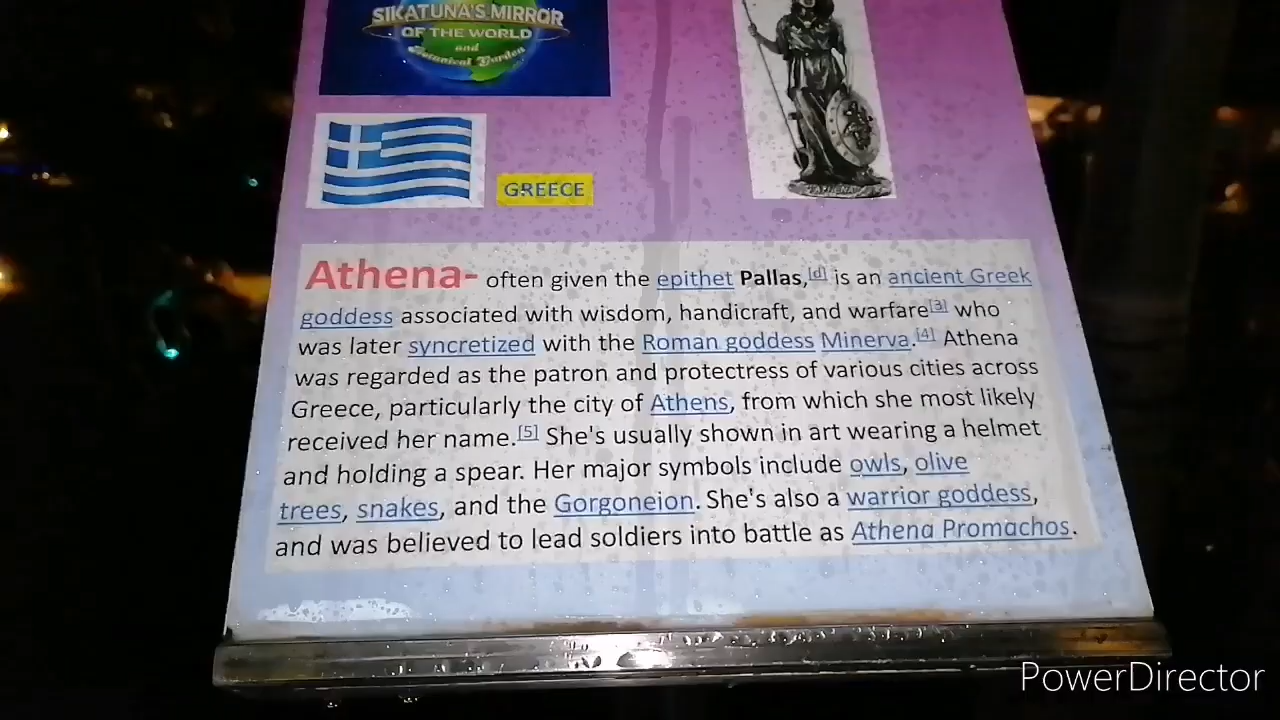 SIKATUNA'S MIRROR
OF THE WORLD
and
Botanical Garden
GREECE
ATHENA
Athena- often given the epithet Pallas,[d] is an ancient Greek
goddess associated with wisdom, handicraft, and warfare[3] who
was later syncretized with the Roman goddess Minerva.[4] Athena
was regarded as the patron and protectress of various cities across
Greece, particularly the city of Athens, from which she most likely
received her name.[5] She's usually shown in art wearing a helmet
and holding a spear. Her major symbols include owls, olive
trees, snakes, and the Gorgoneion. She's also a warrior goddess,
and was believed to lead soldiers into battle as Athena Promachos.
PowerDirector